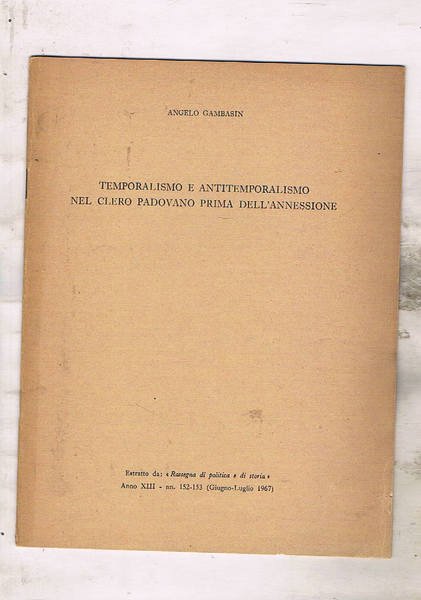 ANGELO GAMBASIN
TEMPORALISMO E ANTITEMPORALISMO
NEL CLERO PADOVANO PRIMA DELL'ANNESSIONE
Estratto da: «Rassegna di politica e di storia»
Anno XIII - nn. 152-153 (Giugno-Luglio 1967)